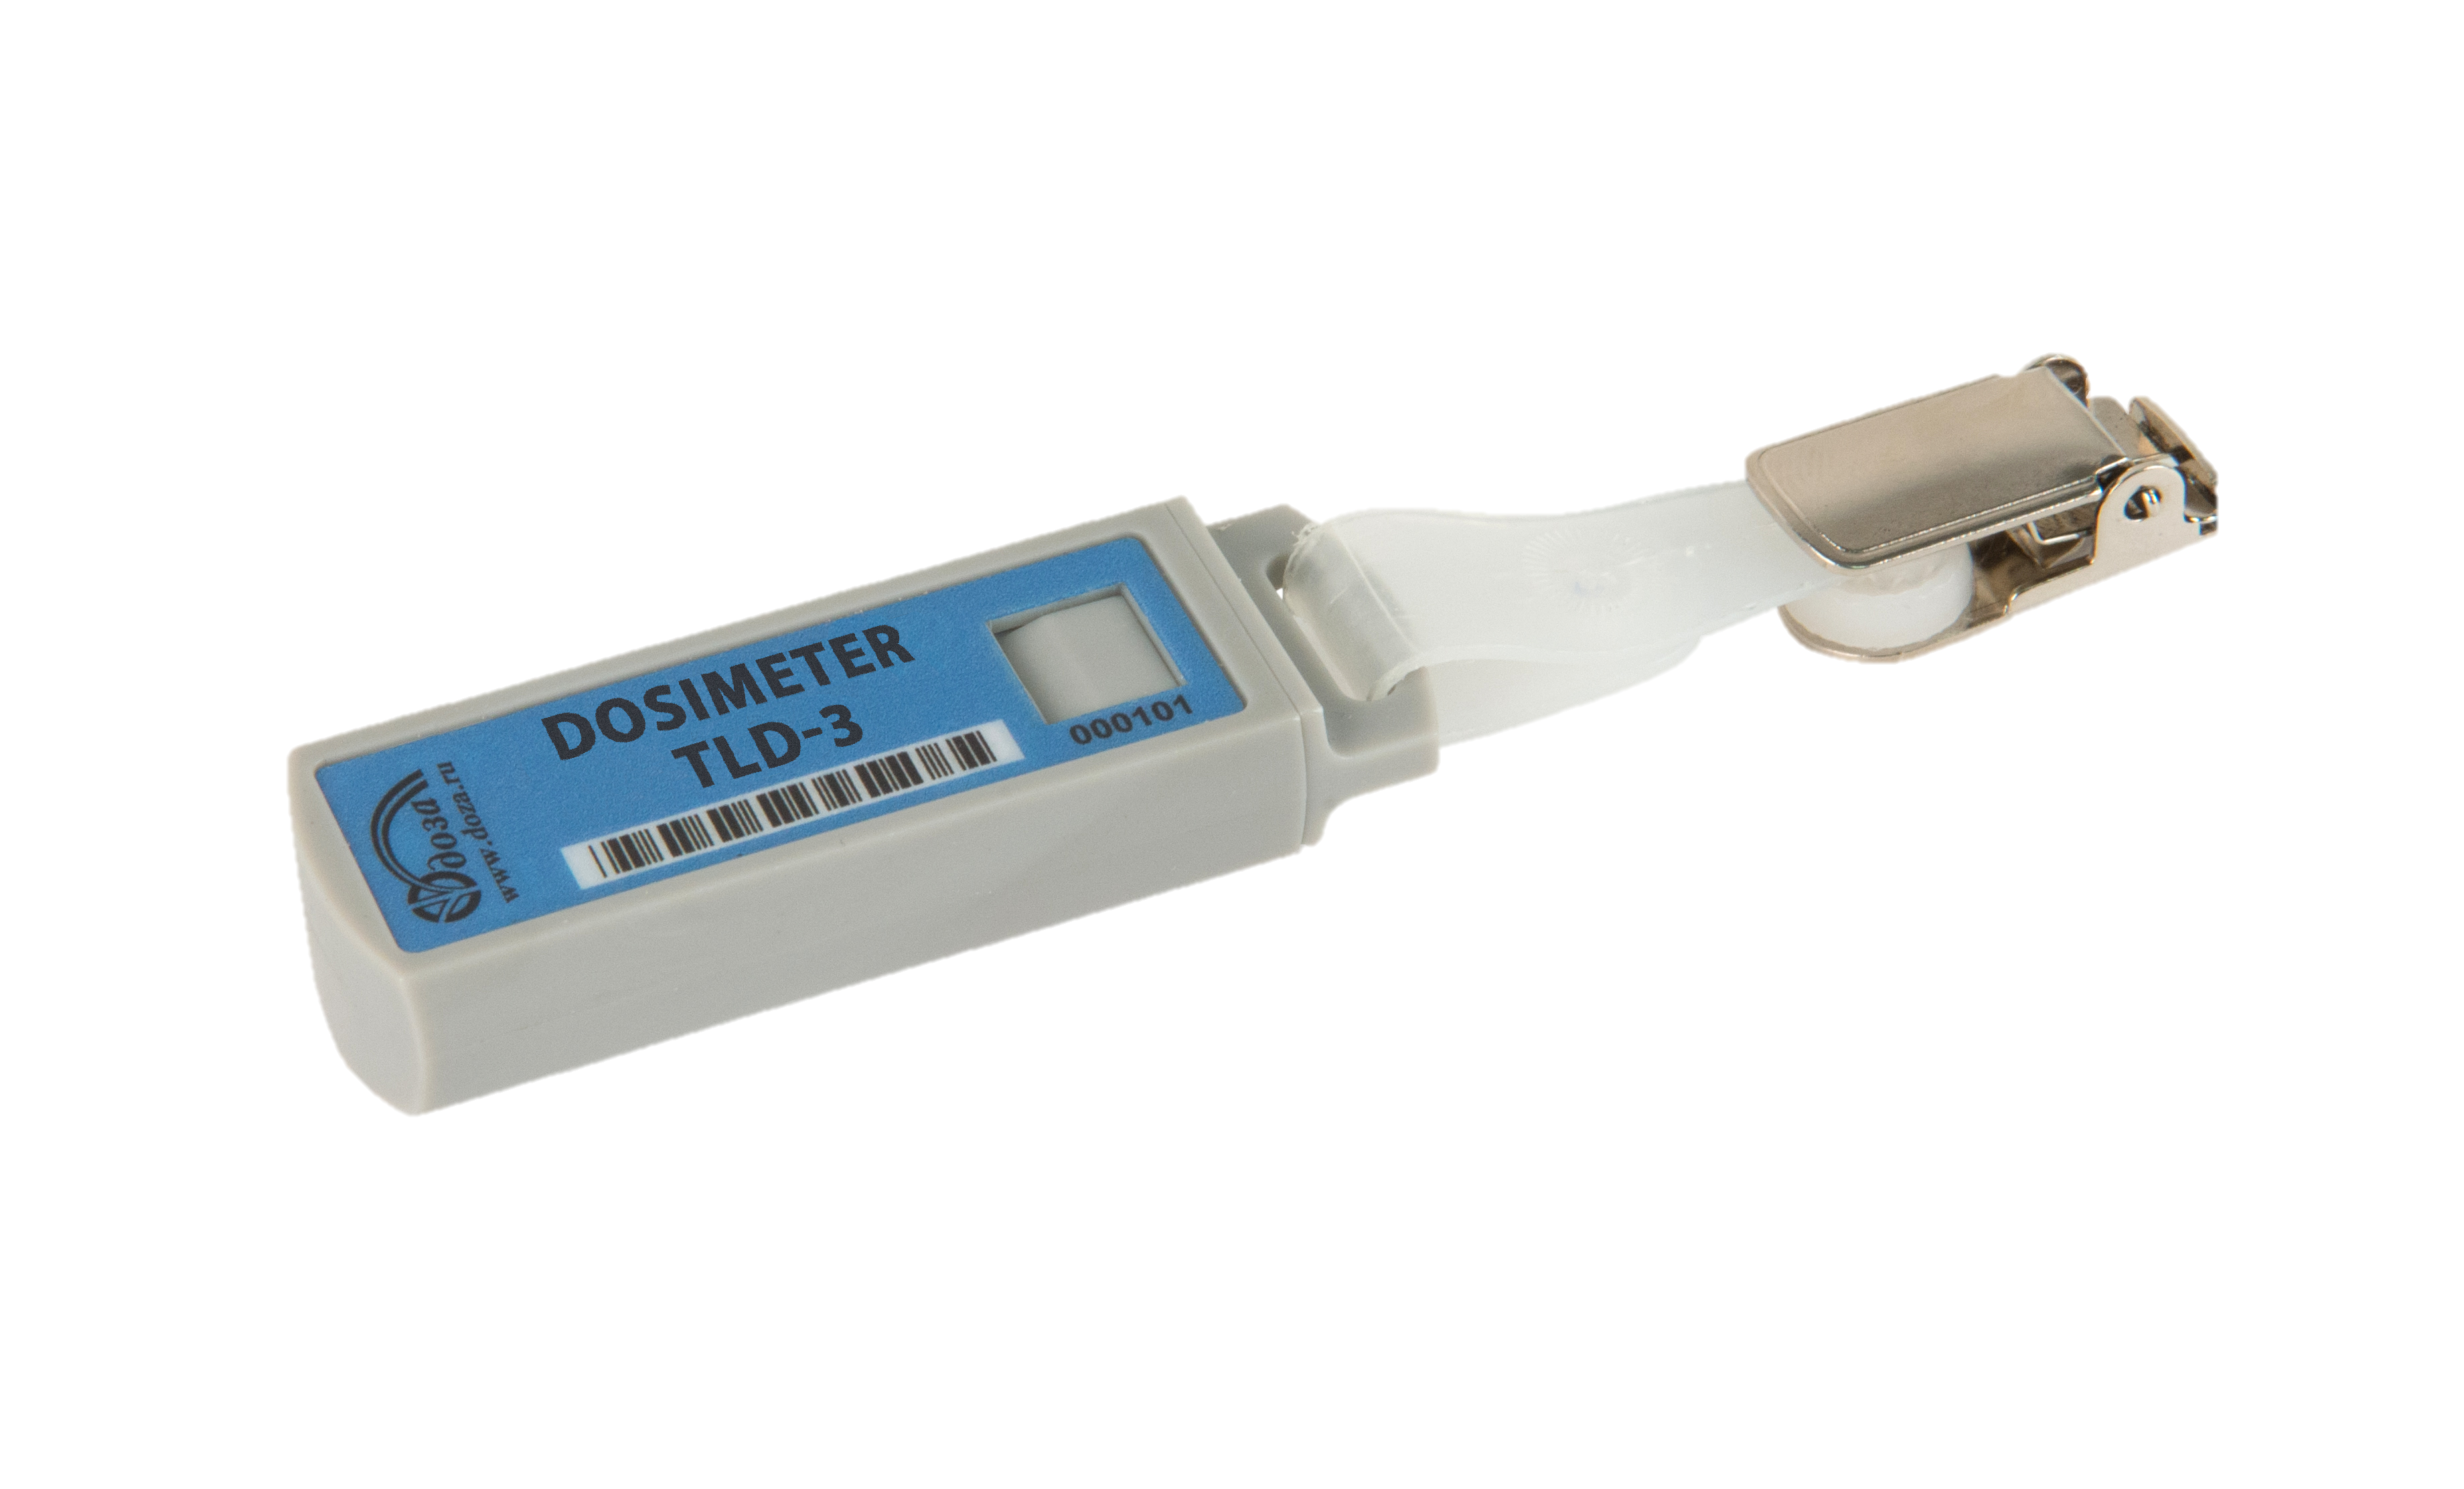 DOSIMETER
TLD-3
000101
Доза
www.doza.ru